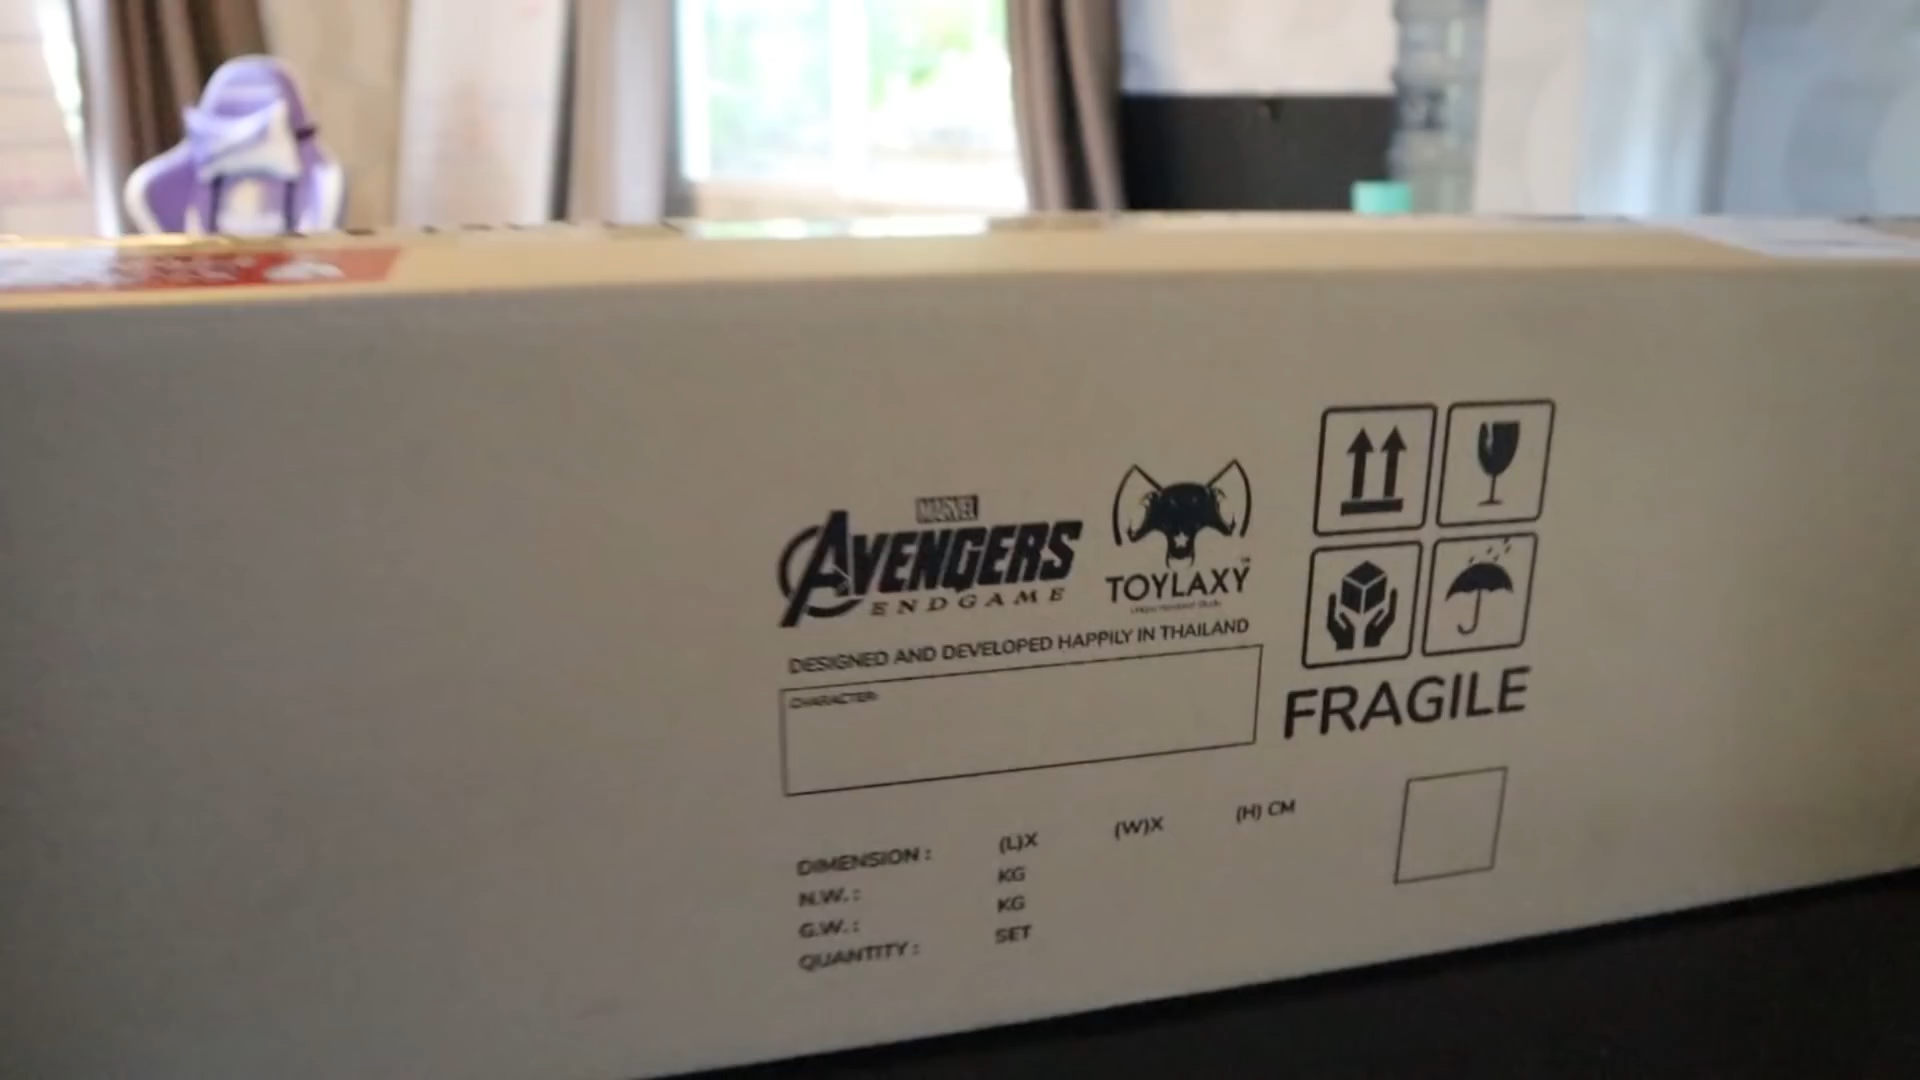 MARVEL
AVENGERS
ENDGAME
TOYLAXY
DESIGNED AND DEVELOPED HAPPILY IN THAILAND
CHARACTER:
FRAGILE
DIMENSION : (L)X (W)X (H) CM
N.W. : KG
G.W. : KG
QUANTITY : SET